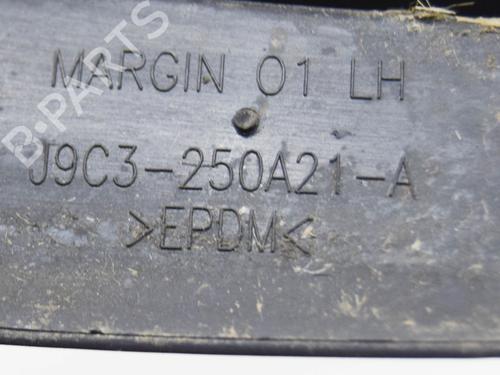 MARGIN 01 LH
J9C3-250A21-A
>EPDM<
B-PARTS